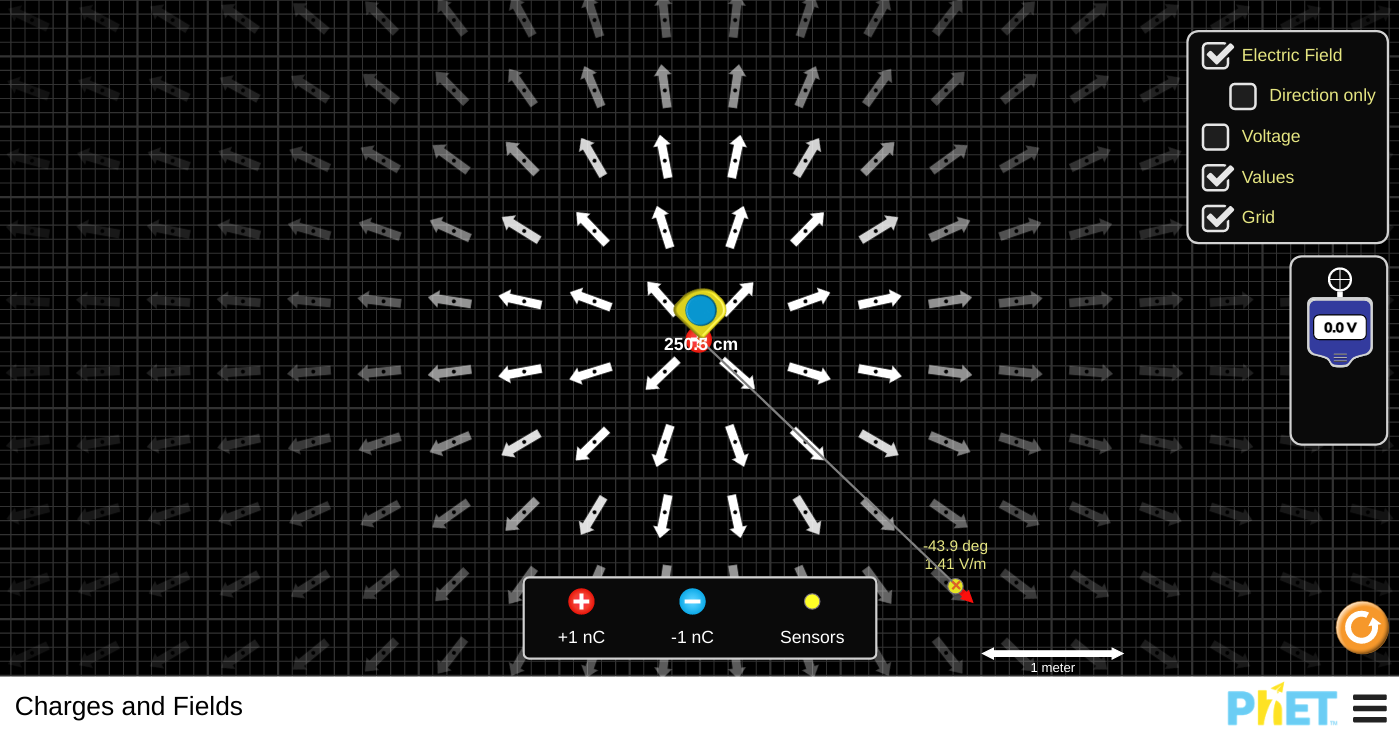 Electric Field
Direction only
Voltage
Values
Grid
0.0 V
250.5 cm
-43.9 deg
1.41 V/m
+1 nC
-1 nC
Sensors
1 meter
Charges and Fields
PhET™